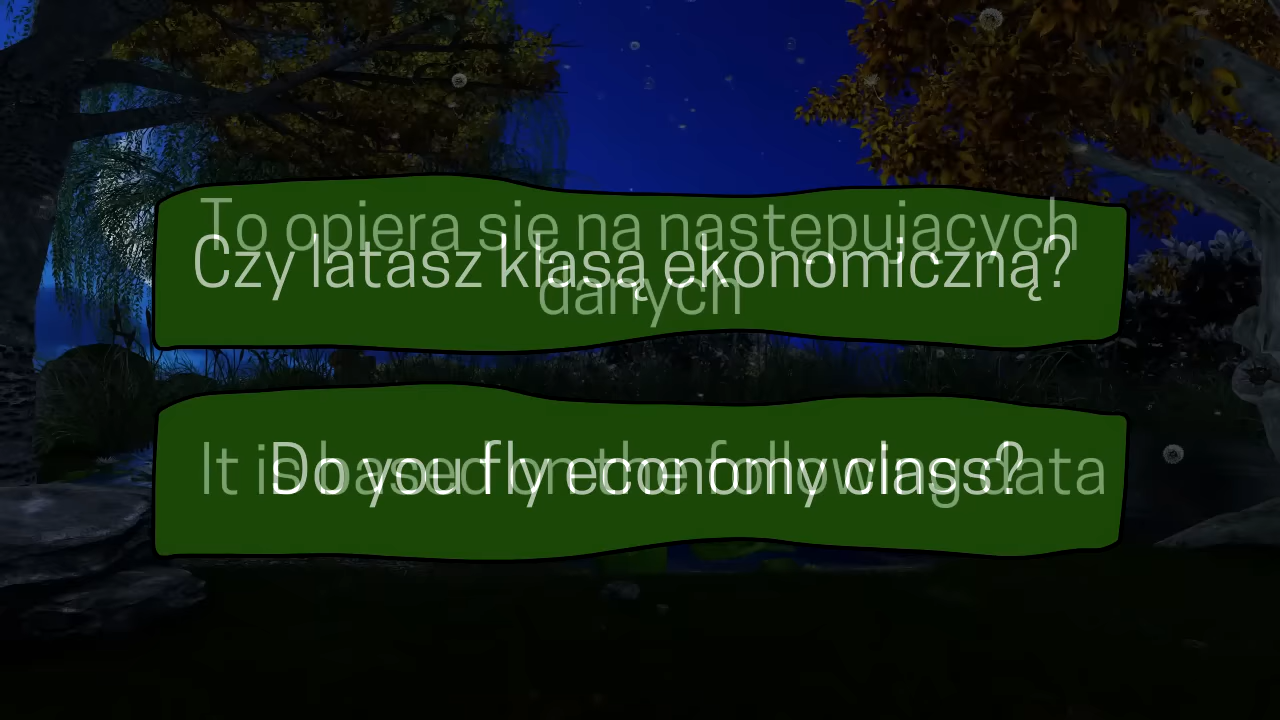 To opiera się na następujących
Czy latasz klasą ekonomiczną?
danych
It is based on the following data
Do you fly economy class?